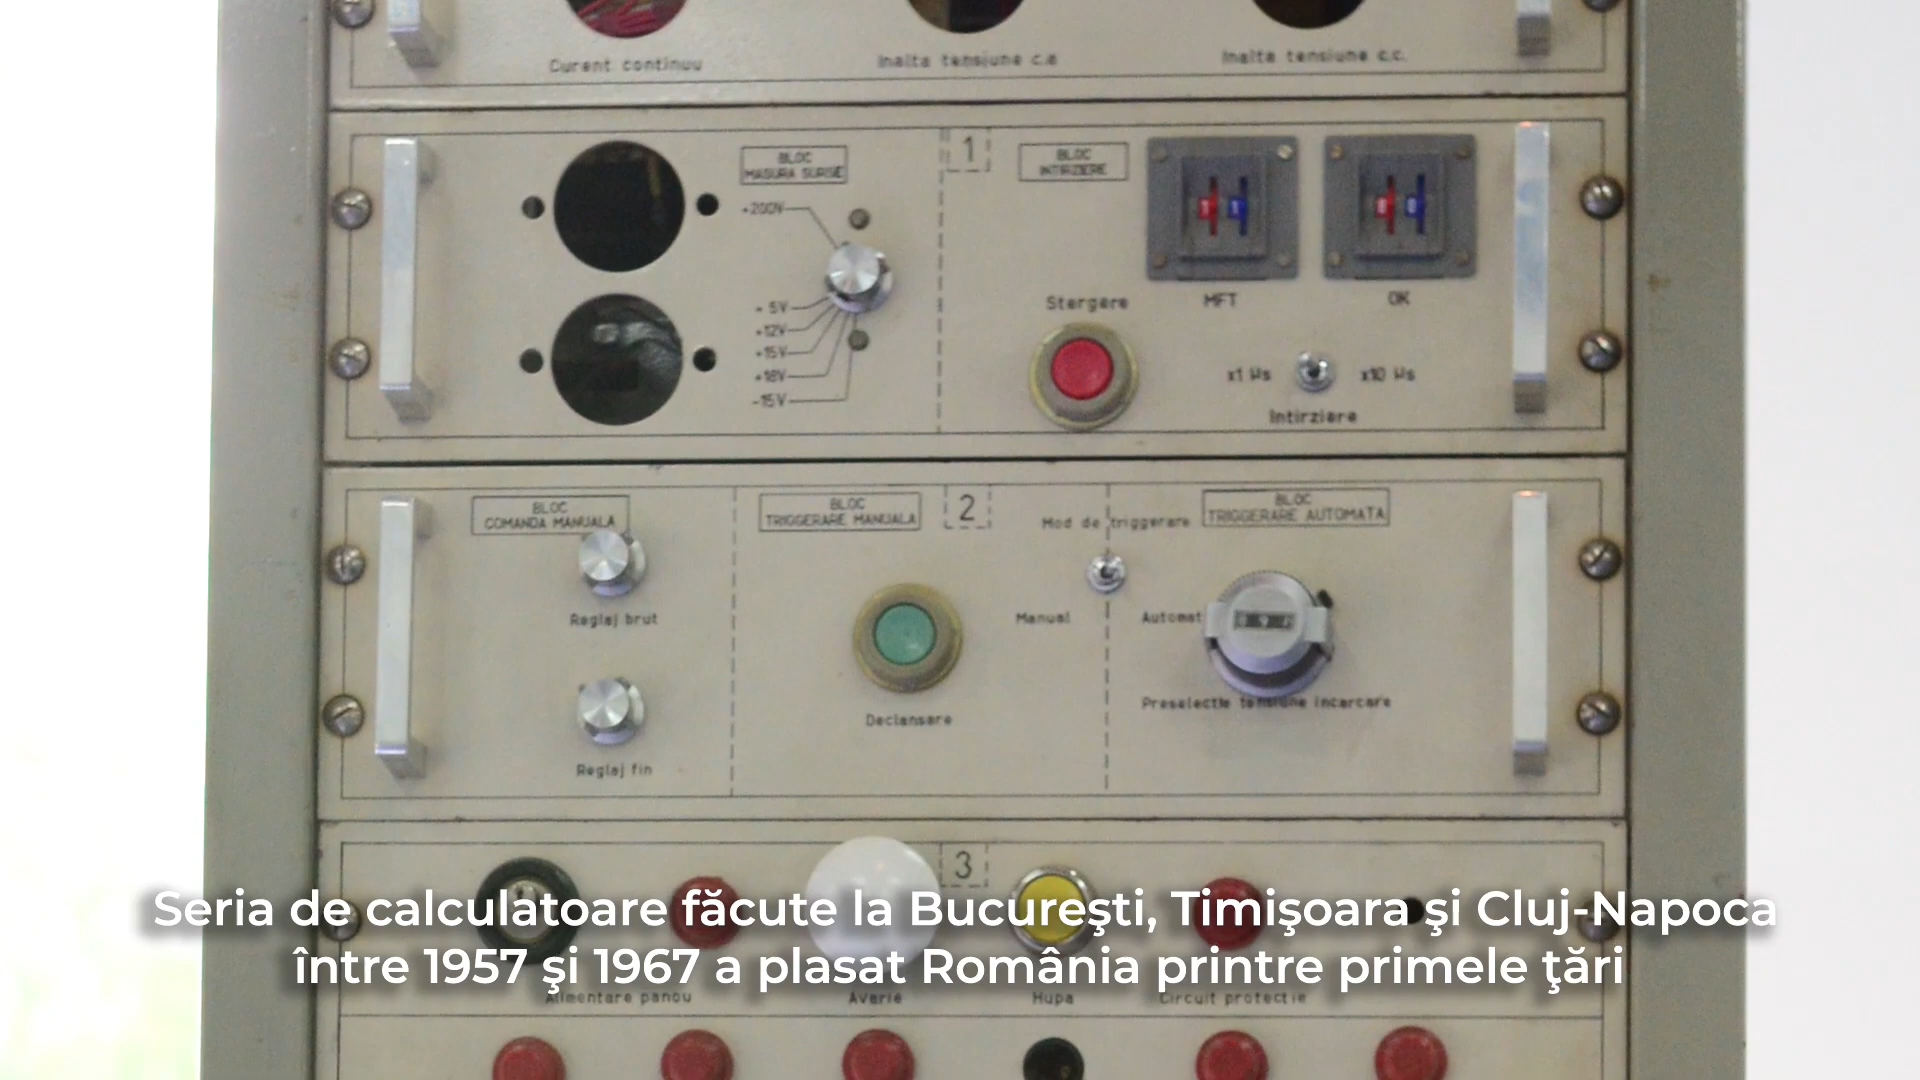 Curent continuu
Inalta tensiune c.a
Inalta tensiune c.c.
BLOC
MASURA SURSE
1
BLOC
INTIRZIERE
+200V
+ 5V
+12V
+15V
+18V
-15V
Stergere
MFT
OK
x1 µs
x10 µs
Intirziere
BLOC
COMANDA MANUALA
BLOC
TRIGGERARE MANUALA
2
Mod de triggerare
BLOC
TRIGGERARE AUTOMATA
Reglaj brut
Manual
Automat
Declansare
Preselectie tensiune incarcare
Reglaj fin
3
Seria de calculatoare făcute la Bucureşti, Timişoara şi Cluj-Napoca
între 1957 şi 1967 a plasat România printre primele ţări
Alimentare panou
Avarie
Hupa
Circuit protectie